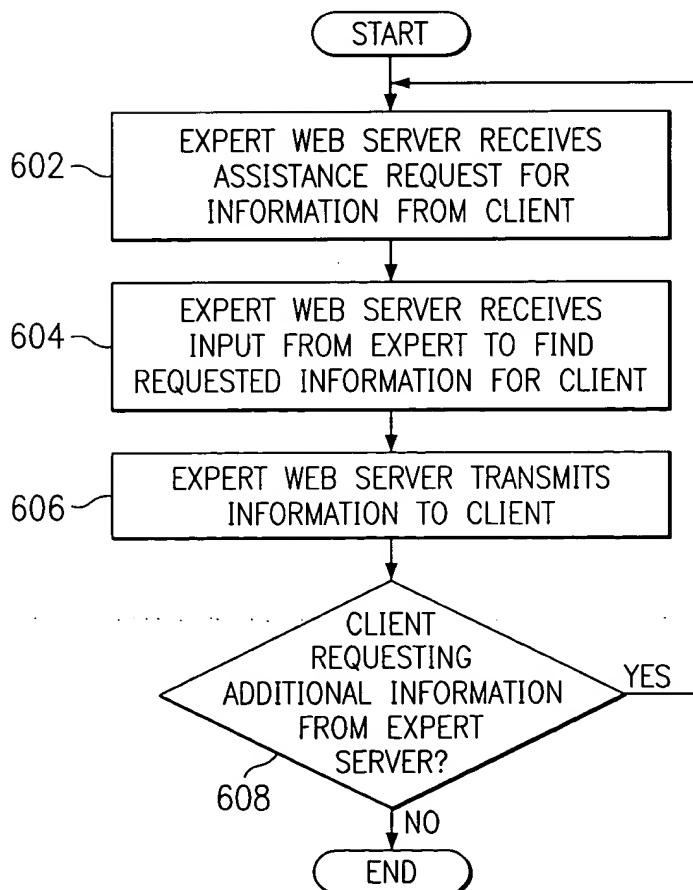 START
602
EXPERT WEB SERVER RECEIVES
ASSISTANCE REQUEST FOR
INFORMATION FROM CLIENT
604
EXPERT WEB SERVER RECEIVES
INPUT FROM EXPERT TO FIND
REQUESTED INFORMATION FOR CLIENT
606
EXPERT WEB SERVER TRANSMITS
INFORMATION TO CLIENT
CLIENT
REQUESTING
ADDITIONAL INFORMATION
FROM EXPERT
SERVER?
YES
608
NO
END